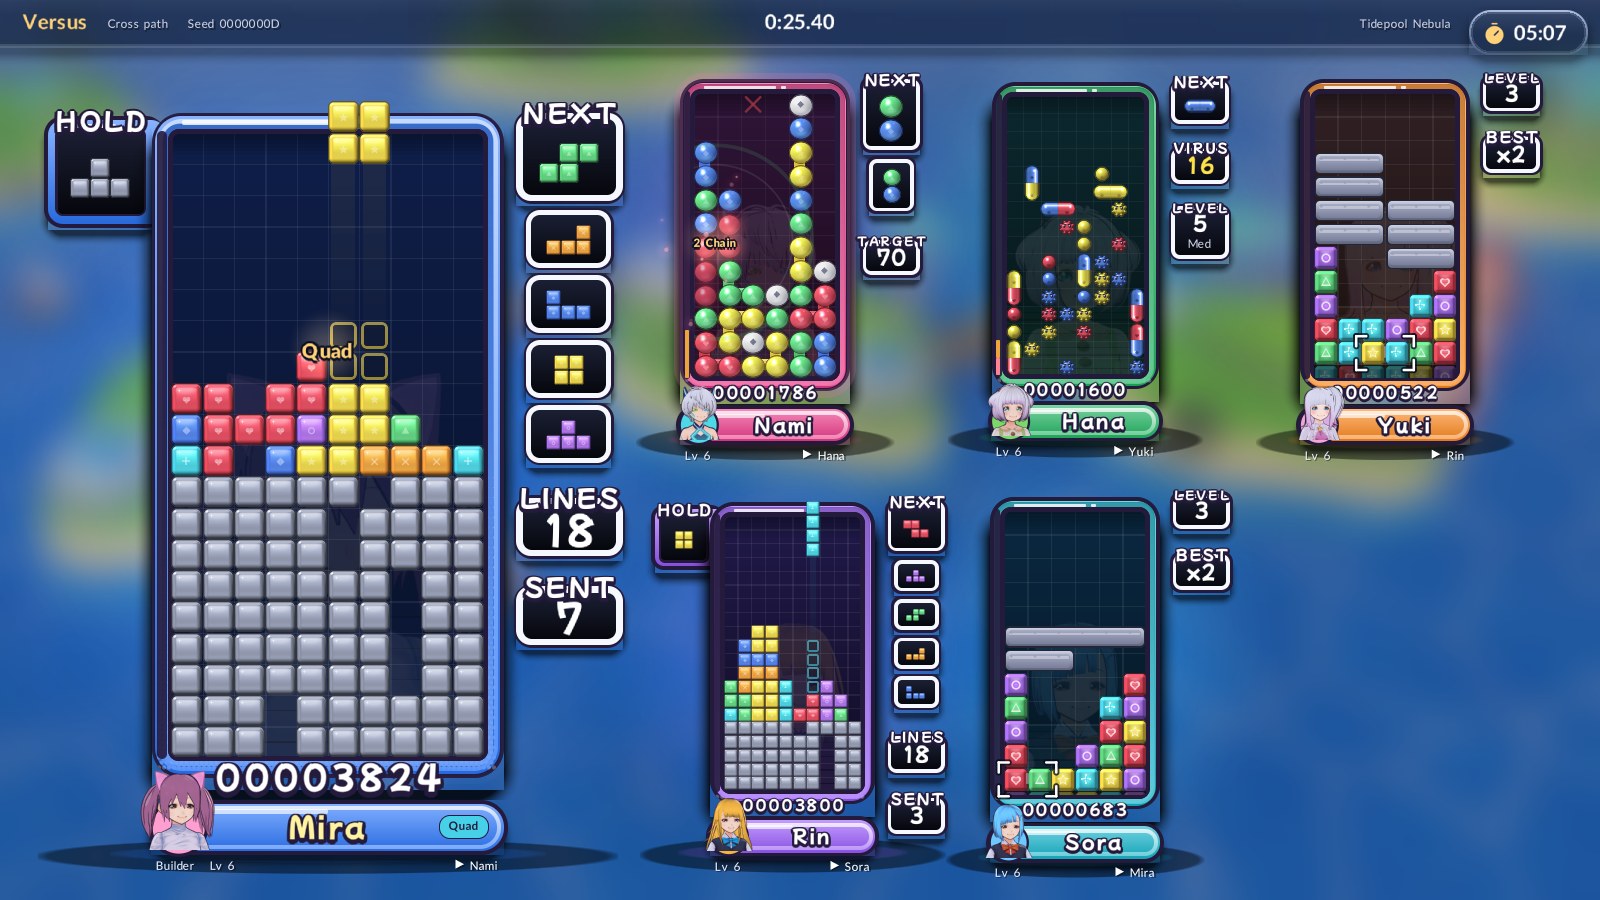 Versus Cross path Seed 0000000D
0:25.40
Tidepool Nebula
05:07
HOLD
NEXT
Quad
LINES
18
SENT
7
00003824
Mira
Quad
Builder Lv 6
▶ Nami
NEXT
2 Chain
TARGET
70
00001786
Nami
Lv 6
▶ Hana
NEXT
VIRUS
16
LEVEL
5
Med
00001600
Hana
Lv 6
▶ Yuki
LEVEL
3
BEST
×2
00000522
Yuki
Lv 6
▶ Rin
HOLD
NEXT
LINES
18
SENT
3
00003800
Rin
Lv 6
▶ Sora
LEVEL
3
BEST
×2
00000683
Sora
Lv 6
▶ Mira